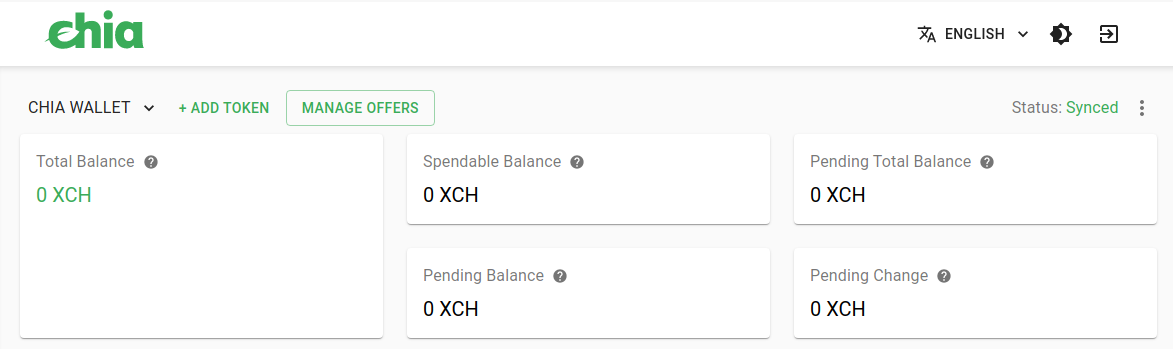 chia
ENGLISH
CHIA WALLET + ADD TOKEN MANAGE OFFERS Status: Synced
Total Balance
0 XCH
Spendable Balance
0 XCH
Pending Total Balance
0 XCH
Pending Balance
0 XCH
Pending Change
0 XCH